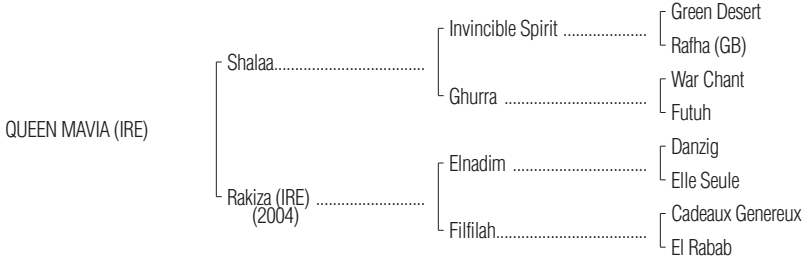 Green Desert
Invincible Spirit ......................
Rafha (GB)
Shalaa........................................
War Chant
Ghurra ......................................
Futuh
QUEEN MAVIA (IRE)
Danzig
Elnadim ....................................
Elle Seule
Rakiza (IRE) .............................
(2004)
Cadeaux Genereux
Filfilah........................................
El Rabab